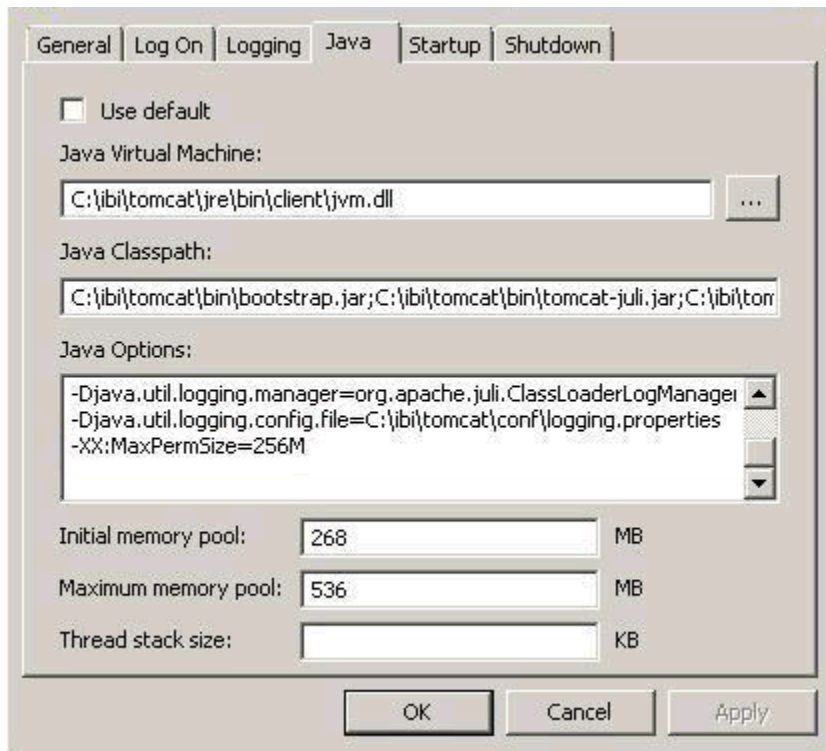 General Log On Logging Java Startup Shutdown
Use default
Java Virtual Machine:
C:\ibi\tomcat\jre\bin\client\jvm.dll ...
Java Classpath:
C:\ibi\tomcat\bin\bootstrap.jar;C:\ibi\tomcat\bin\tomcat-juli.jar;C:\ibi\tom
Java Options:
-Djava.util.logging.manager=org.apache.juli.ClassLoaderLogManager
-Djava.util.logging.config.file=C:\ibi\tomcat\conf\logging.properties
-XX:MaxPermSize=256M
Initial memory pool: 268 MB
Maximum memory pool: 536 MB
Thread stack size: KB
OK Cancel Apply